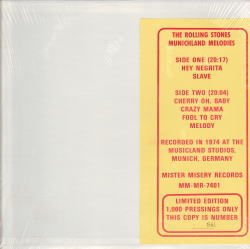 THE ROLLING STONES
MUNICHLAND MELODIES
SIDE ONE (20:17)
HEY NEGRITA
SLAVE
SIDE TWO (20:04)
CHERRY OH, BABY
CRAZY MAMA
FOOL TO CRY
MELODY
RECORDED IN 1974 AT THE
MUSICLAND STUDIOS,
MUNICH, GERMANY
MISTER MISERY RECORDS
MM-MR-7401
LIMITED EDITION
1,000 PRESSINGS ONLY
THIS COPY IS NUMBER